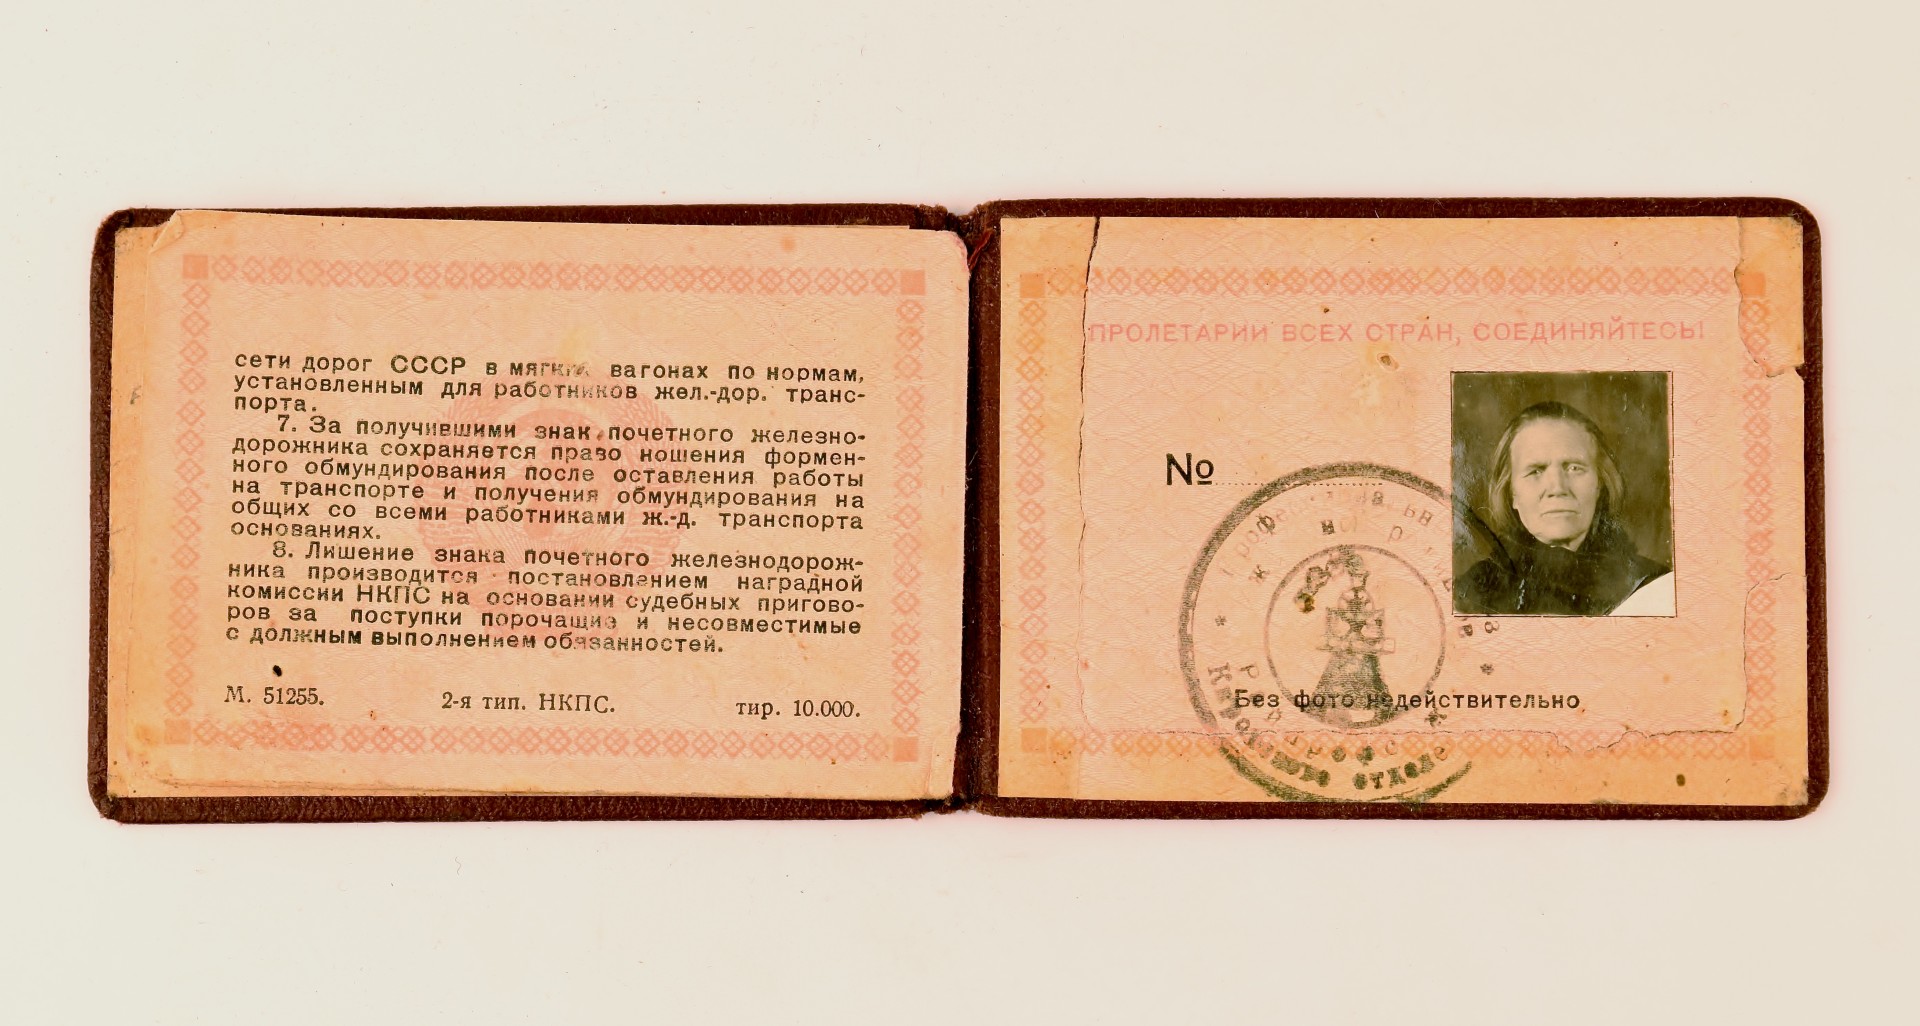 сети дорог СССР в мягких вагонах по нормам,
установленным для работников жел.-дор. транс-
порта.
7. За получившими знак почетного железно-
дорожника сохраняется право ношения формен-
ного обмундирования после оставления работы
на транспорте и получения обмундирования на
общих со всеми работниками ж.-д. транспорта
основаниях.
8. Лишение знака почетного железнодорож-
ника производится постановлением наградной
комиссии НКПС на основании судебных пригово-
ров за поступки порочащие и несовместимые
с должным выполнением обязанностей.
М. 51255. 2-я тип. НКПС. тир. 10.000.
ПРОЛЕТАРИИ ВСЕХ СТРАН, СОЕДИНЯЙТЕСЬ!
№
Без фото недействительно